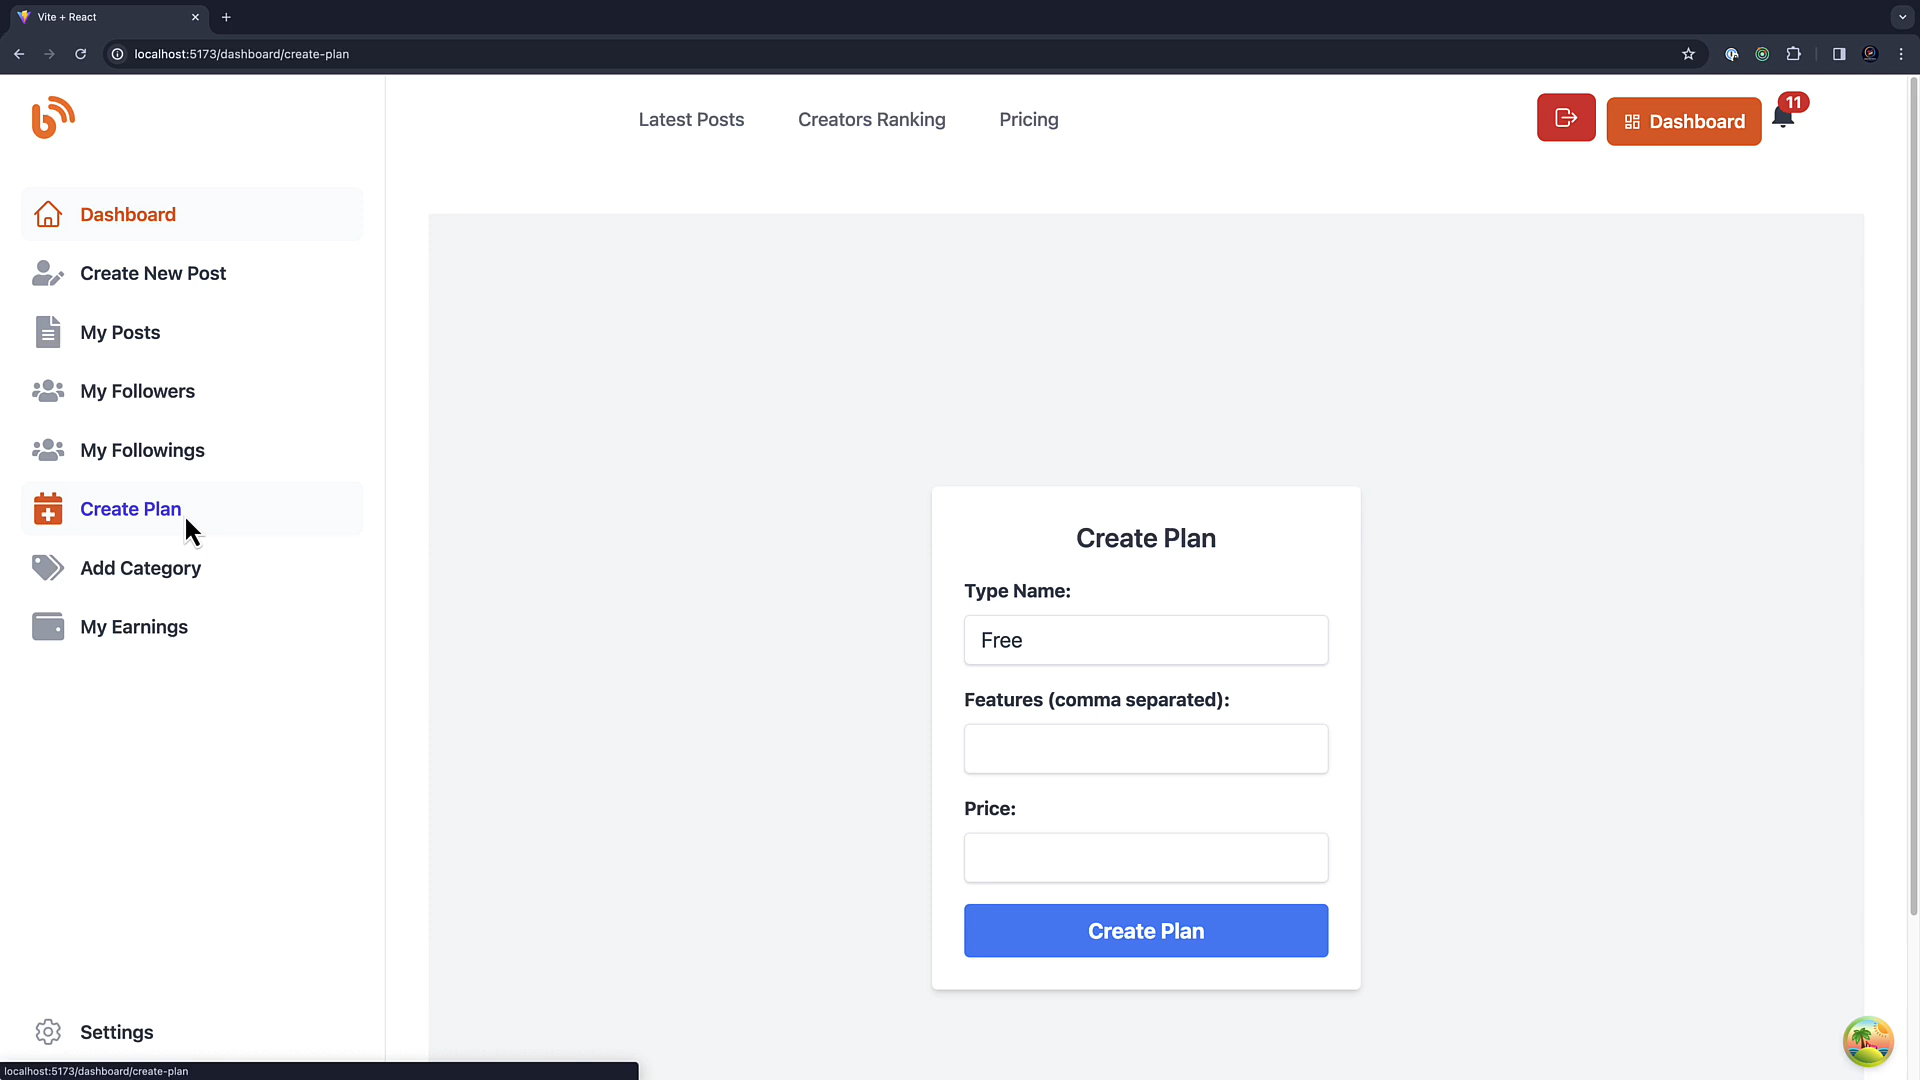 Vite + React
localhost:5173/dashboard/create-plan
Latest Posts
Creators Ranking
Pricing
Dashboard
11
Dashboard
Create New Post
My Posts
My Followers
My Followings
Create Plan
Add Category
My Earnings
Settings
Create Plan
Type Name:
Free
Features (comma separated):
Price:
Create Plan
localhost:5173/dashboard/create-plan